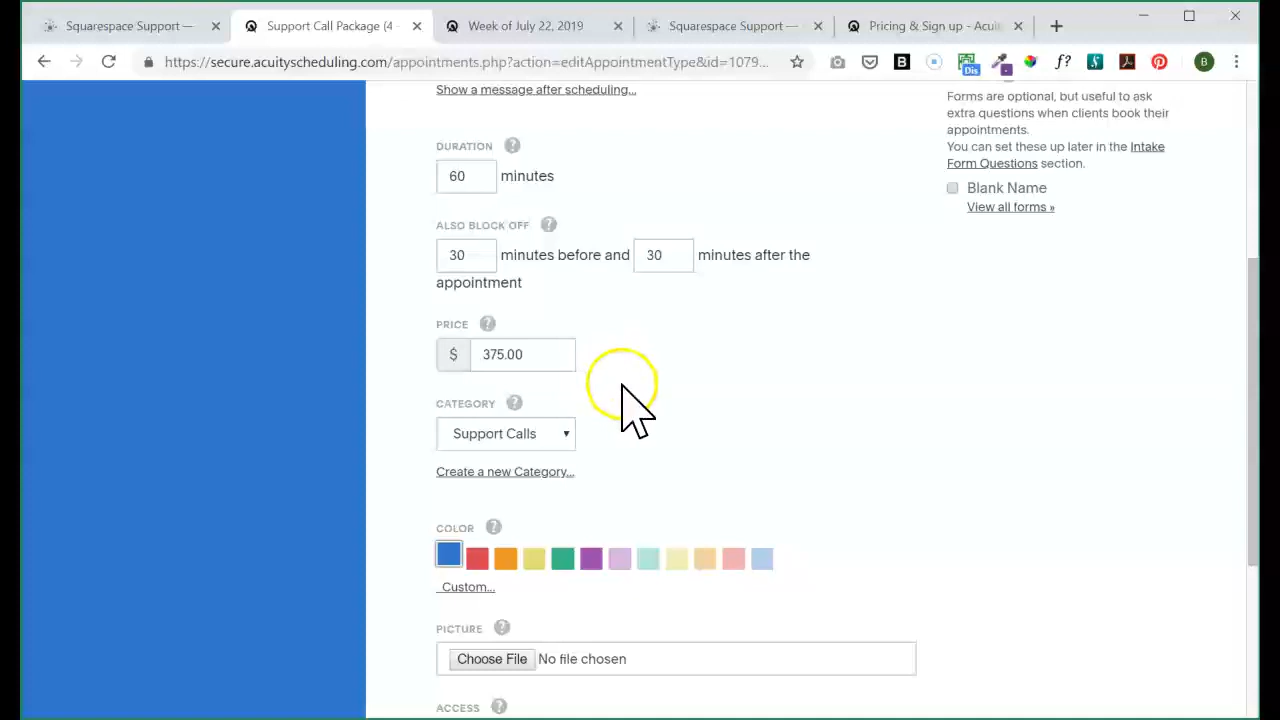 Squarespace Support —
Support Call Package (4
Week of July 22, 2019
Squarespace Support —
Pricing & Sign up - Acuit
https://secure.acuityscheduling.com/appointments.php?action=editAppointmentType&id=1079...
B
Dis
f?
B
Show a message after scheduling...
DURATION ?
60 minutes
ALSO BLOCK OFF ?
30 minutes before and 30 minutes after the
appointment
PRICE ?
$ 375.00
CATEGORY ?
Support Calls
Create a new Category...
COLOR ?
Custom...
PICTURE ?
Choose File No file chosen
ACCESS ?
Forms are optional, but useful to ask
extra questions when clients book their
appointments.
You can set these up later in the Intake
Form Questions section.
Blank Name
View all forms »